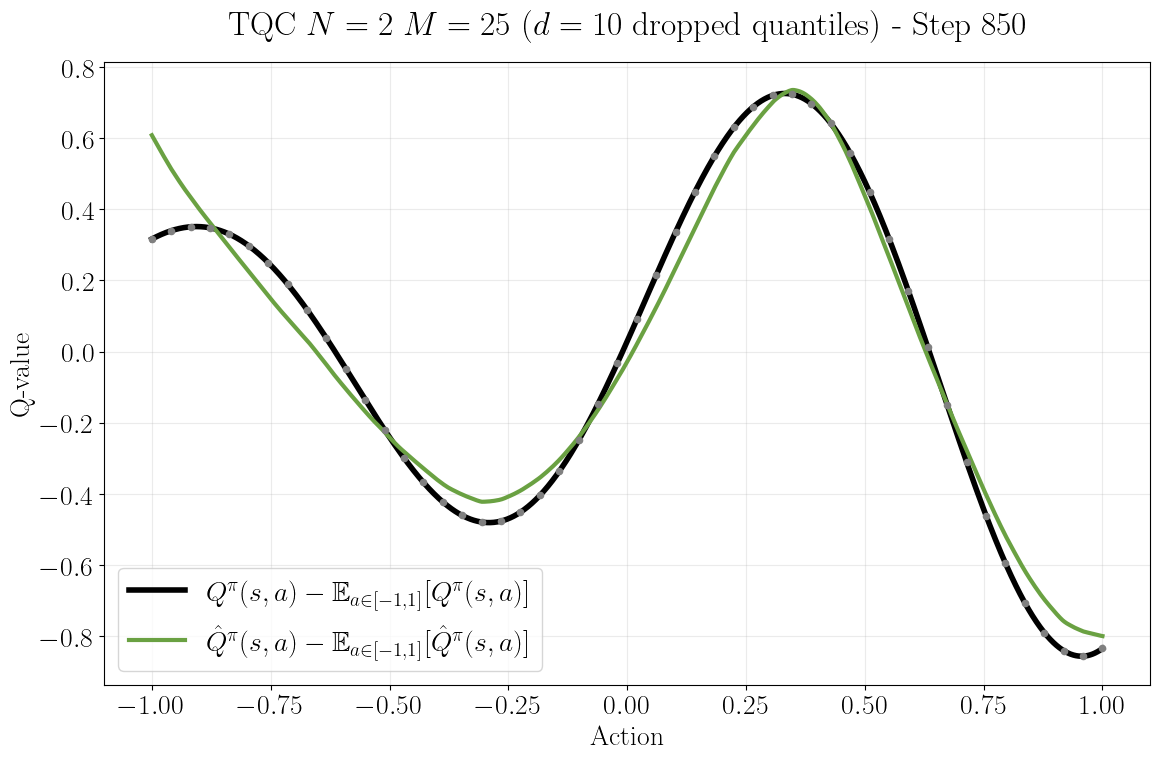 TQC N = 2 M = 25 (d = 10 dropped quantiles) - Step 850
Q-value
0.8
0.6
0.4
0.2
0.0
−0.2
−0.4
−0.6
−0.8
Q^π(s, a) − 𝔼_{a∈[−1,1]}[Q^π(s, a)]
Q̂^π(s, a) − 𝔼_{a∈[−1,1]}[Q̂^π(s, a)]
−1.00 −0.75 −0.50 −0.25 0.00 0.25 0.50 0.75 1.00
Action